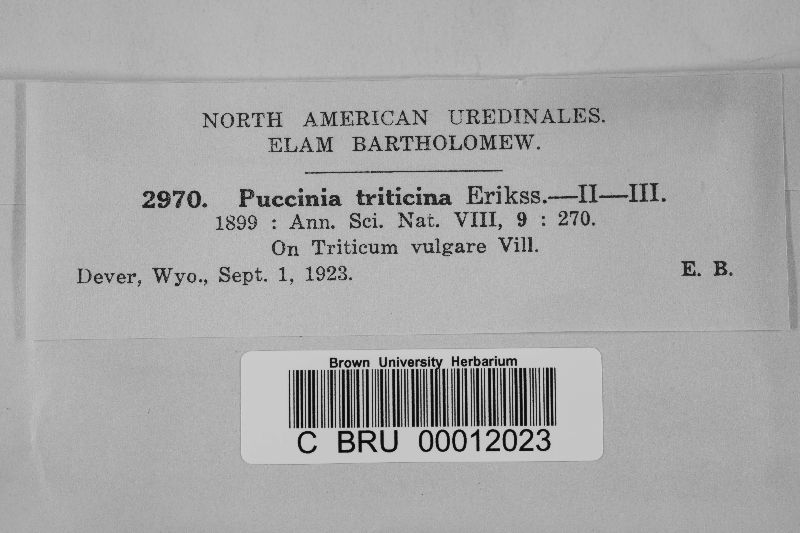 NORTH AMERICAN UREDINALES.
ELAM BARTHOLOMEW.
2970. Puccinia triticina Erikss.—II—III.
1899 : Ann. Sci. Nat. VIII, 9 : 270.
On Triticum vulgare Vill.
Dever, Wyo., Sept. 1, 1923. E. B.
Brown University Herbarium
C BRU 00012023